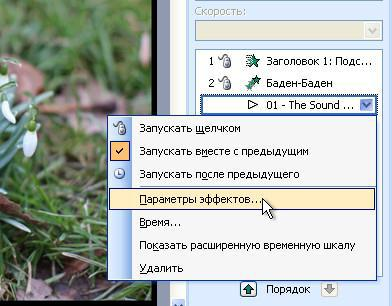 Скорость:
1 Заголовок 1: Подс...
2 Баден-Баден
01 - The Sound ...
Запускать щелчком
Запускать вместе с предыдущим
Запускать после предыдущего
Параметры эффектов...
Время...
Показать расширенную временную шкалу
Удалить
Порядок